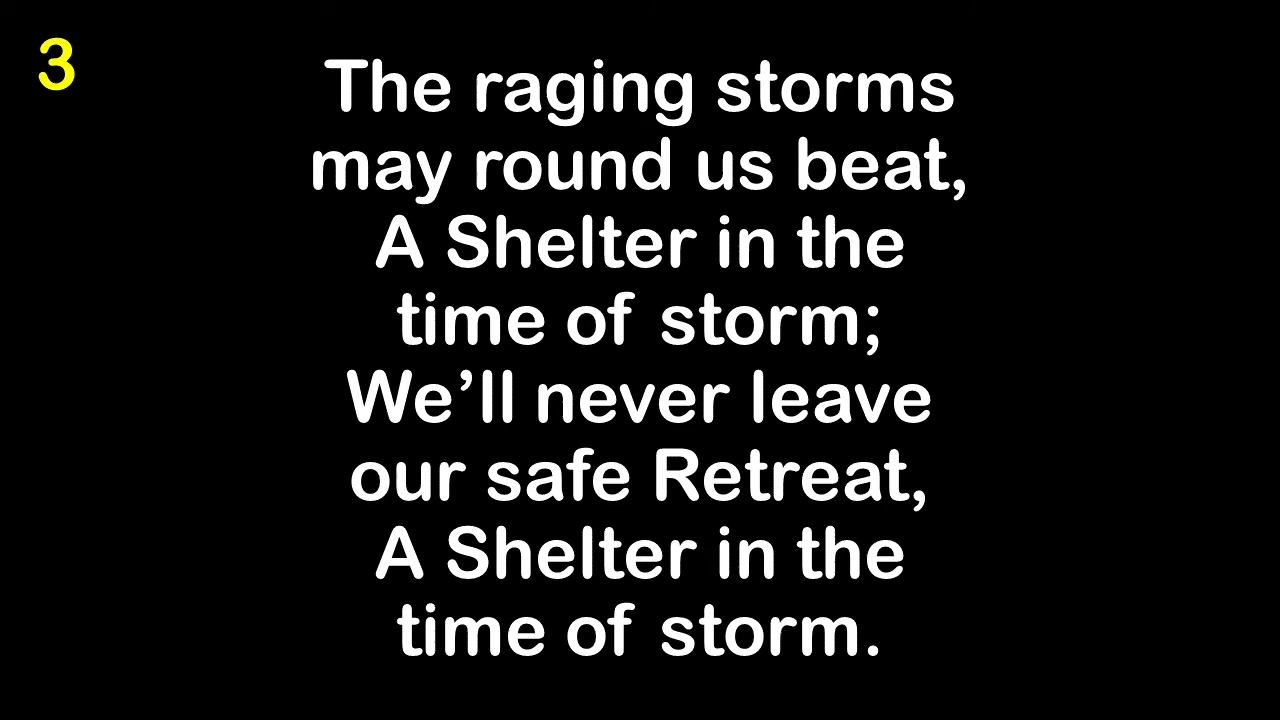 3
The raging storms
may round us beat,
A Shelter in the
time of storm;
We’ll never leave
our safe Retreat,
A Shelter in the
time of storm.